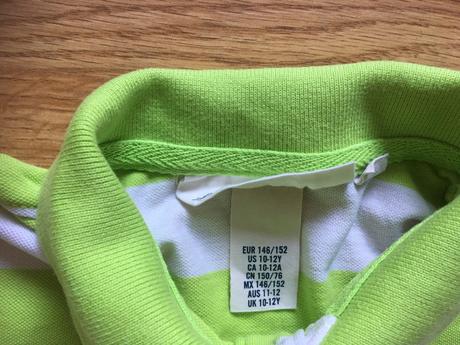 EUR 146/152
US 10-12Y
CA 10-12A
CN 150/76
MX 146/152
AUS 11-12
UK 10-12Y